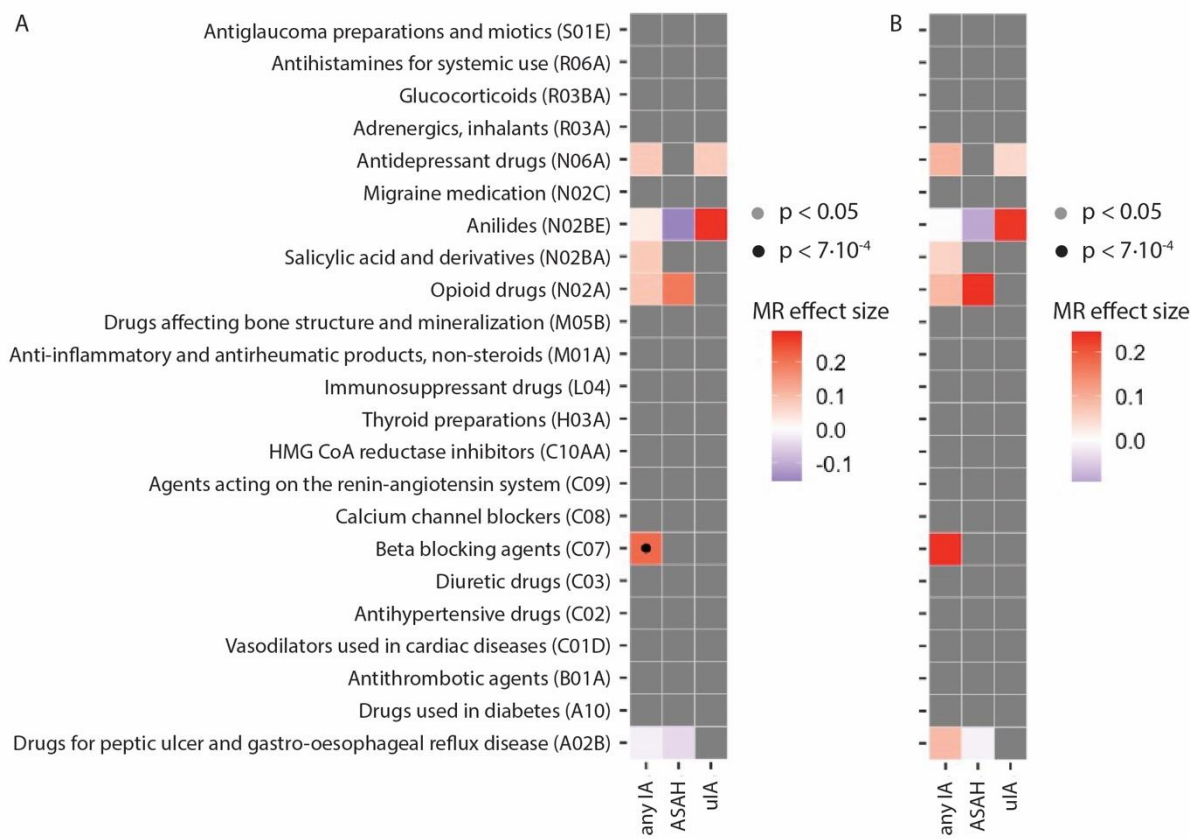 A
B
Antiglaucoma preparations and miotics (S01E)
Antihistamines for systemic use (R06A)
Glucocorticoids (R03BA)
Adrenergics, inhalants (R03A)
Antidepressant drugs (N06A)
Migraine medication (N02C)
Anilides (N02BE)
Salicylic acid and derivatives (N02BA)
Opioid drugs (N02A)
Drugs affecting bone structure and mineralization (M05B)
Anti-inflammatory and antirheumatic products, non-steroids (M01A)
Immunosuppressant drugs (L04)
Thyroid preparations (H03A)
HMG CoA reductase inhibitors (C10AA)
Agents acting on the renin-angiotensin system (C09)
Calcium channel blockers (C08)
Beta blocking agents (C07)
Diuretic drugs (C03)
Antihypertensive drugs (C02)
Vasodilators used in cardiac diseases (C01D)
Antithrombotic agents (B01A)
Drugs used in diabetes (A10)
Drugs for peptic ulcer and gastro-oesophageal reflux disease (A02B)
any IA
ASAH
uIA
p < 0.05
p < 7·10⁻⁴
MR effect size
0.2
0.1
0.0
-0.1
any IA
ASAH
uIA
p < 0.05
p < 7·10⁻⁴
MR effect size
0.2
0.1
0.0